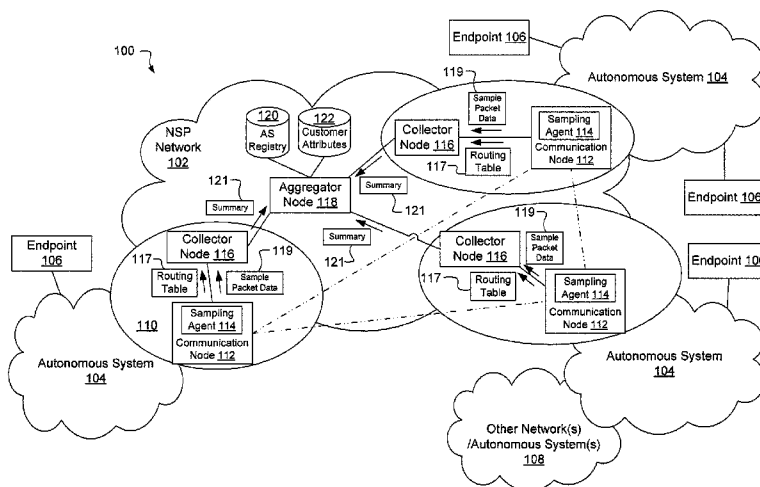 100
Endpoint 106
Autonomous System
104
119
Sample
Packet
Data
Sampling
Agent 114
Communication
Node 112
Collector
Node 116
117
Routing
Table
NSP
Network
102
120
AS
Registry
122
Customer
Attributes
121
Summary
Aggregator
Node 118
Summary
121
Summary
121
Endpoint
106
Collector
Node 116
117
119
Routing
Table
Sample
Packet Data
110
Sampling
Agent 114
Communication
Node 112
Autonomous System
104
Collector
Node 116
119
Sample
Packet
Data
117
Routing
Table
Sampling
Agent 114
Communication
Node 112
Endpoint
106
Endpoint
Autonomous System
104
Other Network(s)
/Autonomous System(s)
108